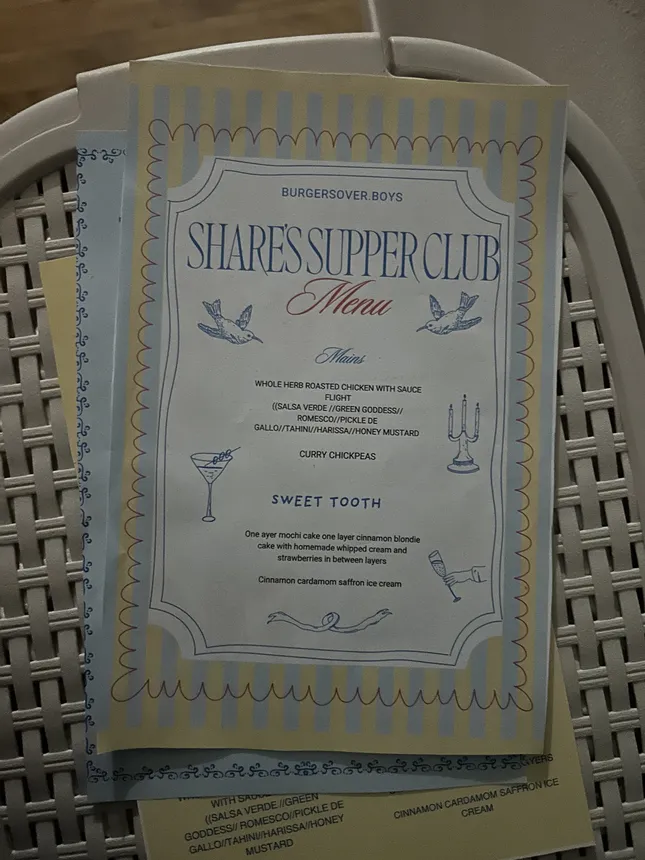 BURGERSOVER.BOYS
SHARE'S SUPPER CLUB
Menu
Mains
WHOLE HERB ROASTED CHICKEN WITH SAUCE
FLIGHT
((SALSA VERDE //GREEN GODDESS//
ROMESCO//PICKLE DE
GALLO//TAHINI//HARISSA//HONEY MUSTARD
CURRY CHICKPEAS
SWEET TOOTH
One ayer mochi cake one layer cinnamon blondie
cake with homemade whipped cream and
strawberries in between layers
Cinnamon cardamom saffron ice cream
WITH SAUCE
((SALSA VERDE //GREEN
GODDESS// ROMESCO//PICKLE DE
GALLO//TAHINI//HARISSA//HONEY
MUSTARD
LAYERS
CINNAMON CARDAMOM SAFFRON ICE
CREAM